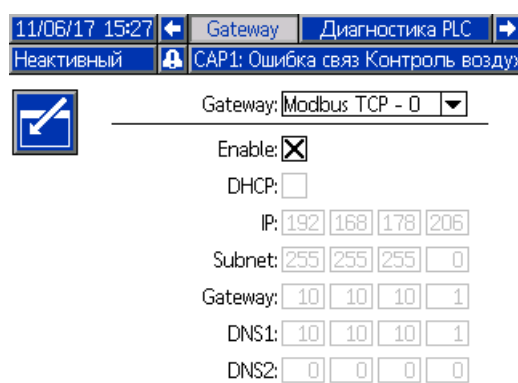 11/06/17 15:27 Gateway Диагностика PLC
Неактивный CAP1: Ошибка связ Контроль воздух
Gateway: Modbus TCP - 0
Enable: X
DHCP:
IP: 192 168 178 206
Subnet: 255 255 255 0
Gateway: 10 10 10 1
DNS1: 10 10 10 1
DNS2: 0 0 0 0